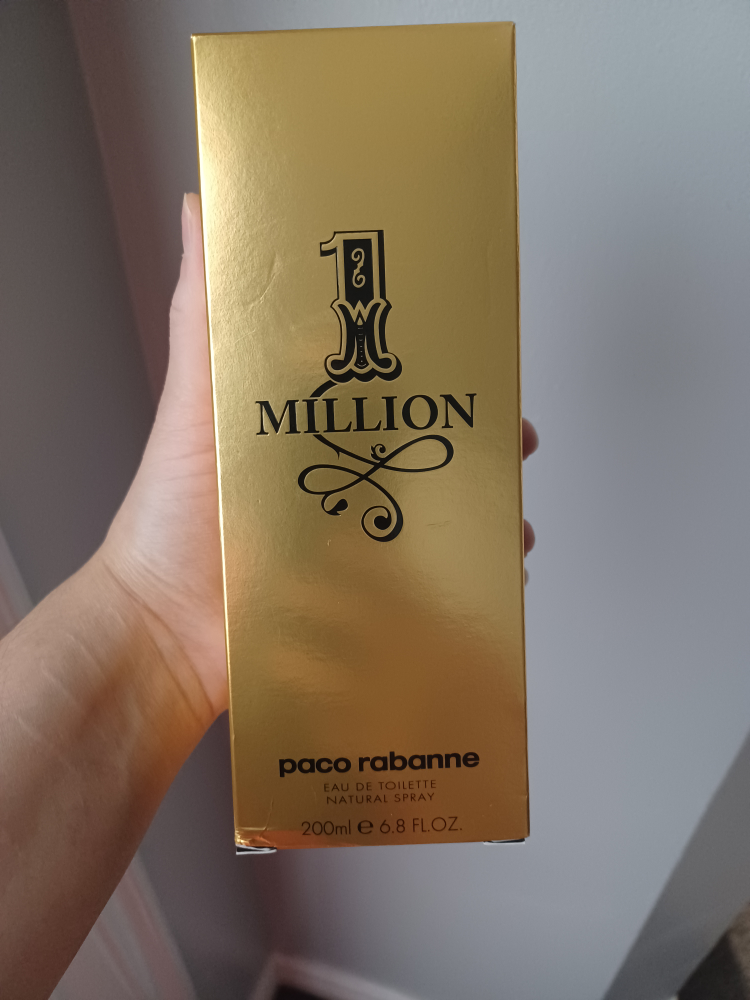 1
MILLION
paco rabanne
EAU DE TOILETTE
NATURAL SPRAY
200ml ℮ 6.8 FL.OZ.